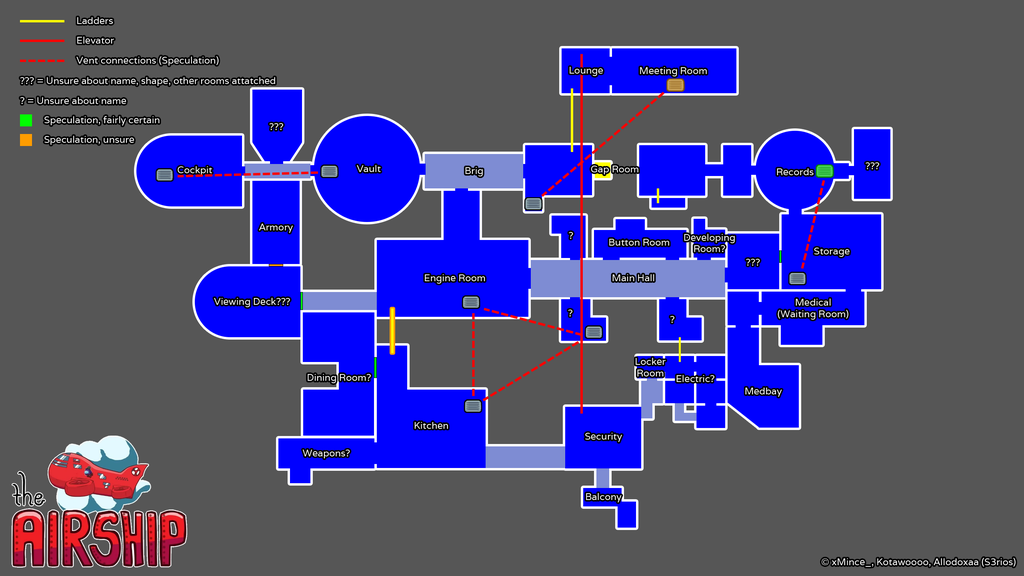 Ladders
Elevator
Vent connections (Speculation)
??? = Unsure about name, shape, other rooms attatched
? = Unsure about name
Speculation, fairly certain
Speculation, unsure
Lounge
Meeting Room
???
Cockpit
Vault
Brig
Gap Room
Records
???
Armory
?
Button Room
Developing
Room?
???
Storage
Engine Room
Main Hall
Viewing Deck???
?
?
Medical
(Waiting Room)
Dining Room?
Locker
Room
Electric?
Medbay
Kitchen
Security
Weapons?
Balcony
the
AIRSHIP
© xMince_, Kotawoooo, Allodoxaa (S3rios)